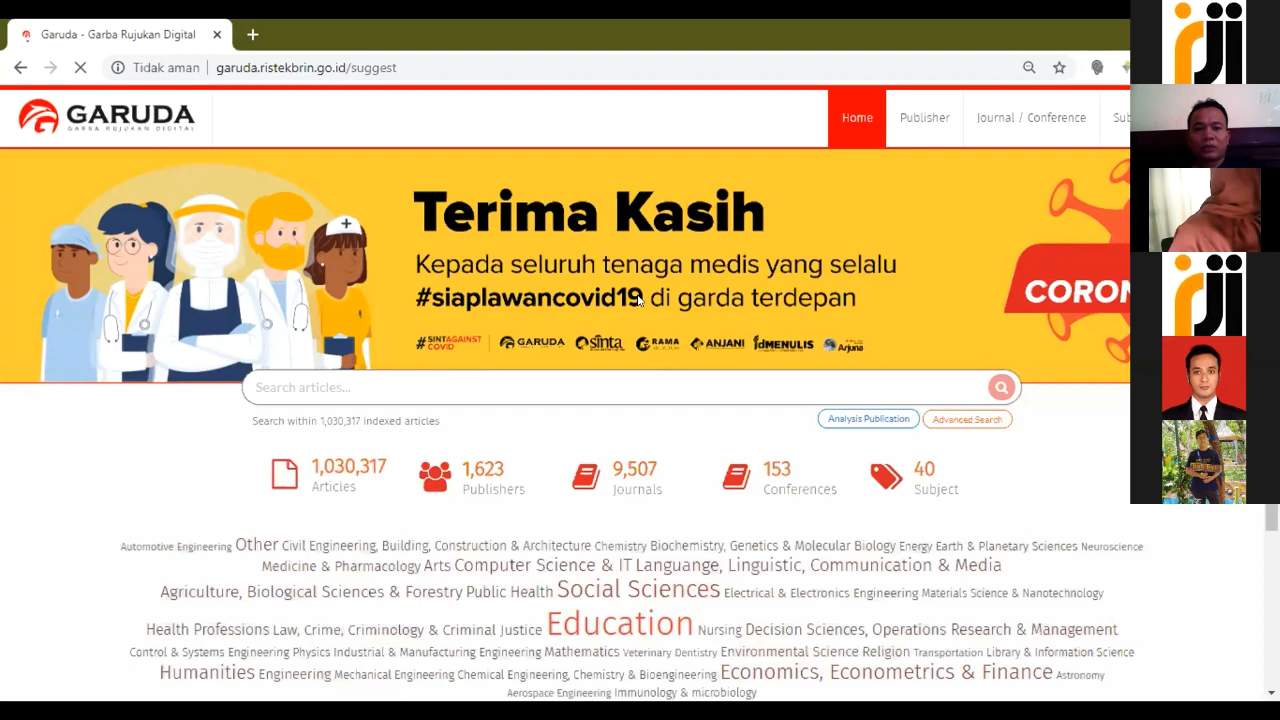 Garuda - Garba Rujukan Digital
Tidak aman
garuda.ristekbrin.go.id/suggest
GARUDA
GARBA RUJUKAN DIGITAL
Home
Publisher
Journal / Conference
Sub
Terima Kasih
Kepada seluruh tenaga medis yang selalu
#siaplawancovid19 di garda terdepan
#SINTAGAINST COVID
GARUDA
sinta
RAMA
ANJANI
idMENULIS
Arjuna
CORON
Search articles...
Search within 1,030,317 indexed articles
Analysis Publication
Advanced Search
1,030,317
Articles
1,623
Publishers
9,507
Journals
153
Conferences
40
Subject
Automotive Engineering Other Civil Engineering, Building, Construction & Architecture Chemistry Biochemistry, Genetics & Molecular Biology Energy Earth & Planetary Sciences Neuroscience
Medicine & Pharmacology Arts Computer Science & IT Languange, Linguistic, Communication & Media
Agriculture, Biological Sciences & Forestry Public Health Social Sciences Electrical & Electronics Engineering Materials Science & Nanotechnology
Health Professions Law, Crime, Criminology & Criminal Justice Education Nursing Decision Sciences, Operations Research & Management
Control & Systems Engineering Physics Industrial & Manufacturing Engineering Mathematics Veterinary Dentistry Environmental Science Religion Transportation Library & Information Science
Humanities Engineering Mechanical Engineering Chemical Engineering, Chemistry & Bioengineering Economics, Econometrics & Finance Astronomy
Aerospace Engineering Immunology & microbiology
rji
rji